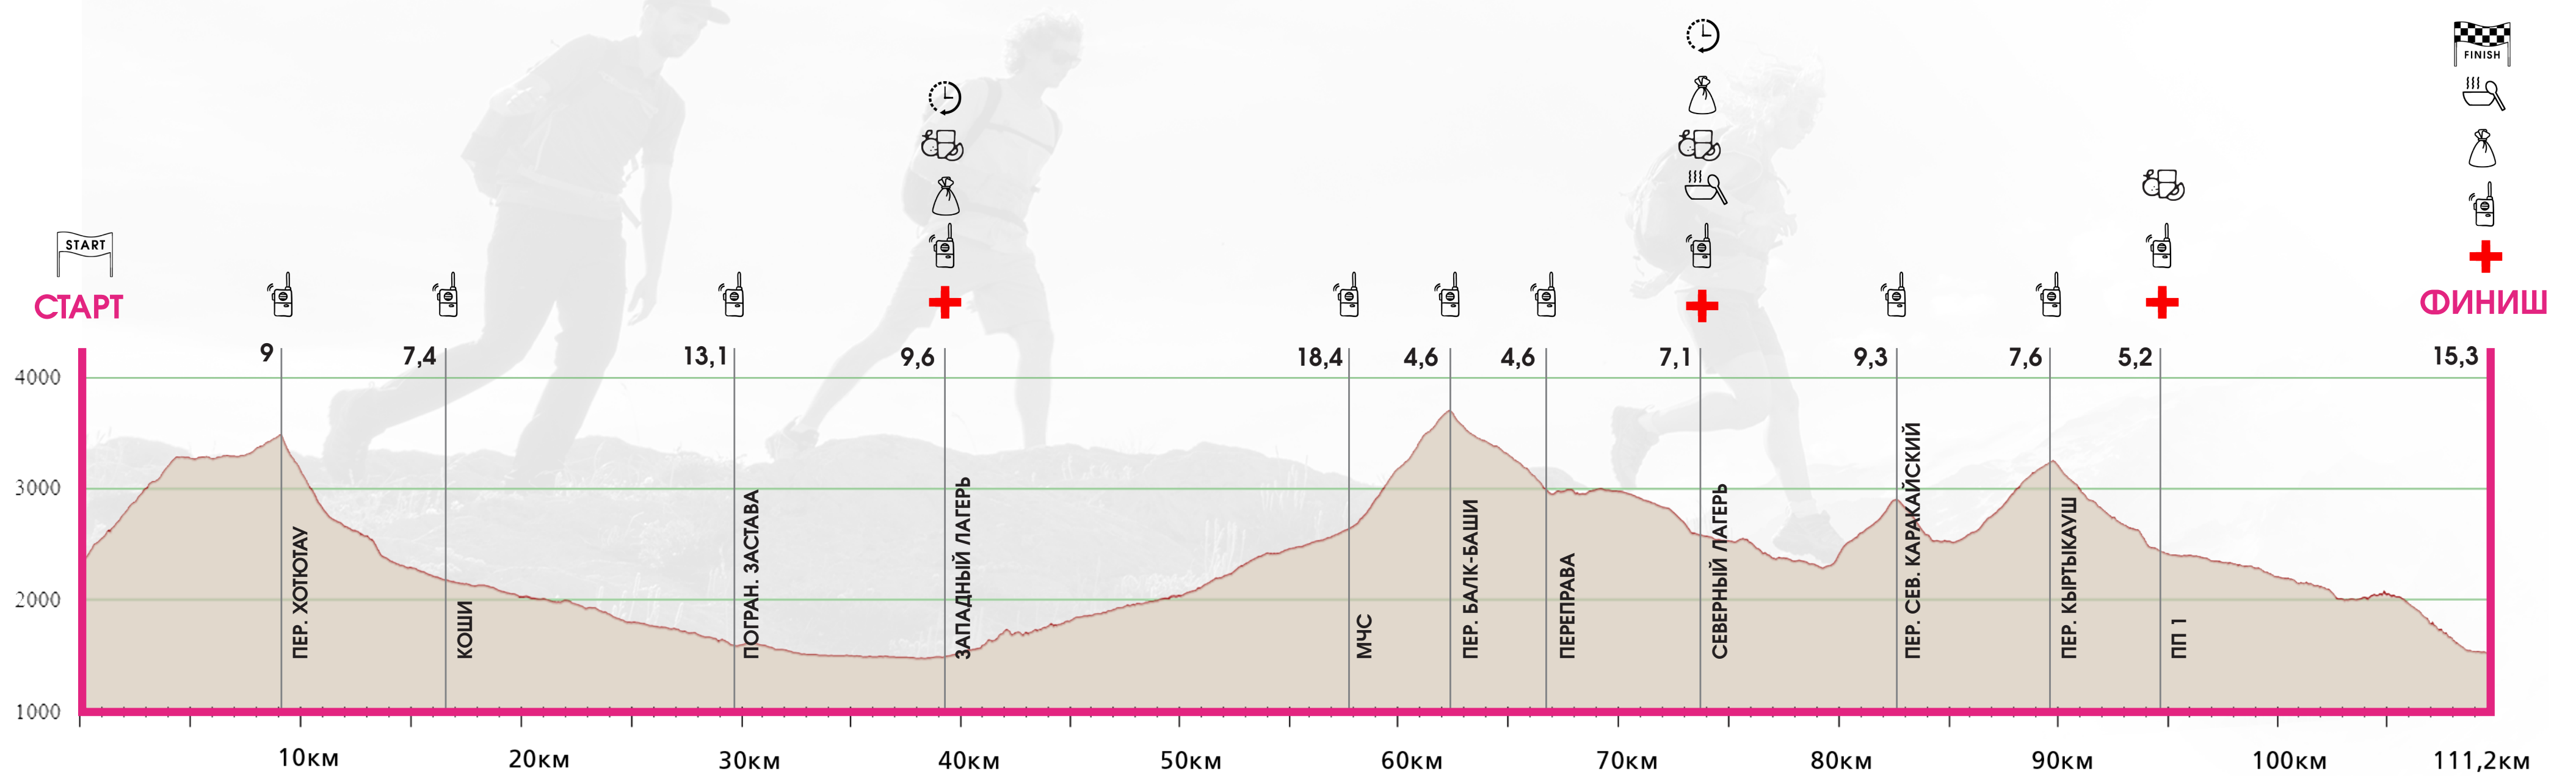 FINISH
START
СТАРТ
ФИНИШ
9
7,4
13,1
9,6
18,4
4,6
4,6
7,1
9,3
7,6
5,2
15,3
4000
3000
2000
1000
ПЕР. ХОТЮТАУ
КОШИ
ПОГРАН. ЗАСТАВА
ЗАПАДНЫЙ ЛАГЕРЬ
МЧС
ПЕР. БАЛК-БАШИ
ПЕРЕПРАВА
СЕВЕРНЫЙ ЛАГЕРЬ
ПЕР. СЕВ. КАРАКАЙСКИЙ
ПЕР. КЫРТЫКАУШ
ПП 1
10км
20км
30км
40км
50км
60км
70км
80км
90км
100км
111,2км